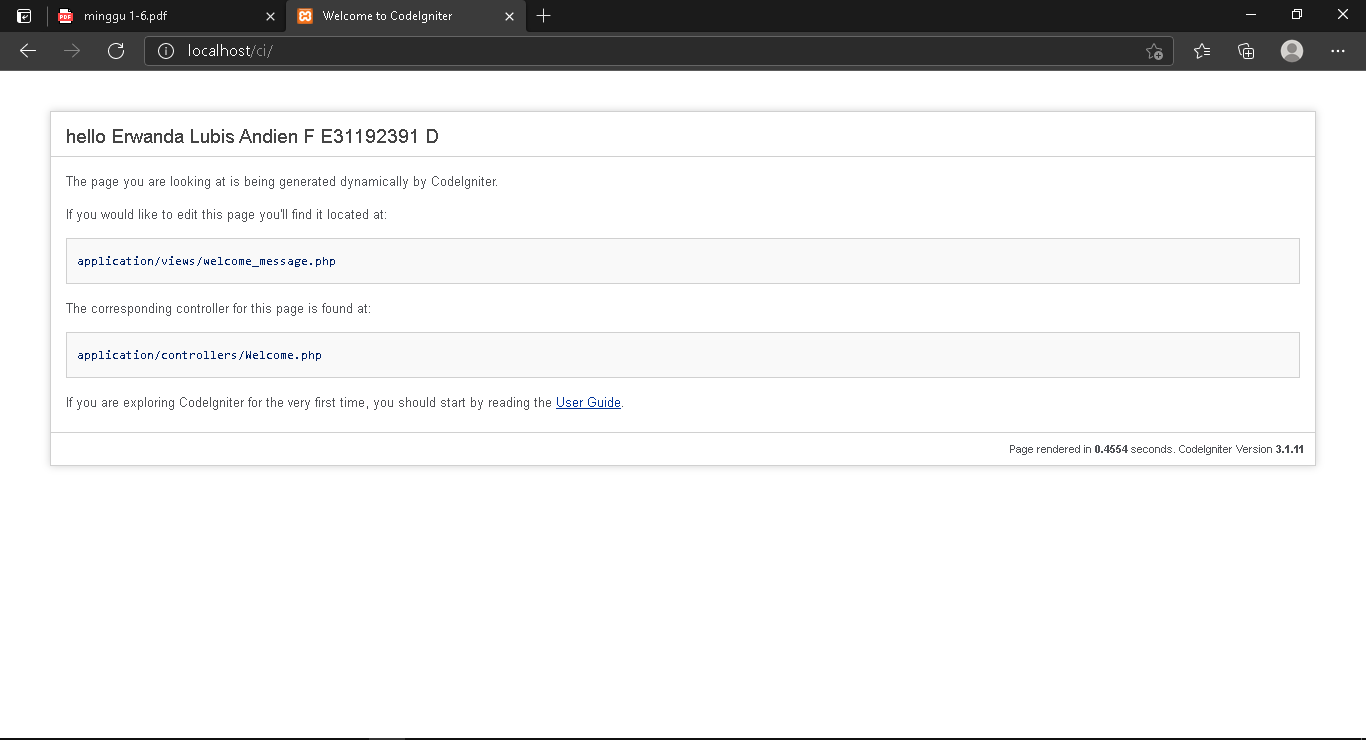 minggu 1-6.pdf
Welcome to CodeIgniter
localhost/ci/
hello Erwanda Lubis Andien F E31192391 D
The page you are looking at is being generated dynamically by CodeIgniter.
If you would like to edit this page you'll find it located at:
application/views/welcome_message.php
The corresponding controller for this page is found at:
application/controllers/Welcome.php
If you are exploring CodeIgniter for the very first time, you should start by reading the User Guide.
Page rendered in 0.4554 seconds. CodeIgniter Version 3.1.11